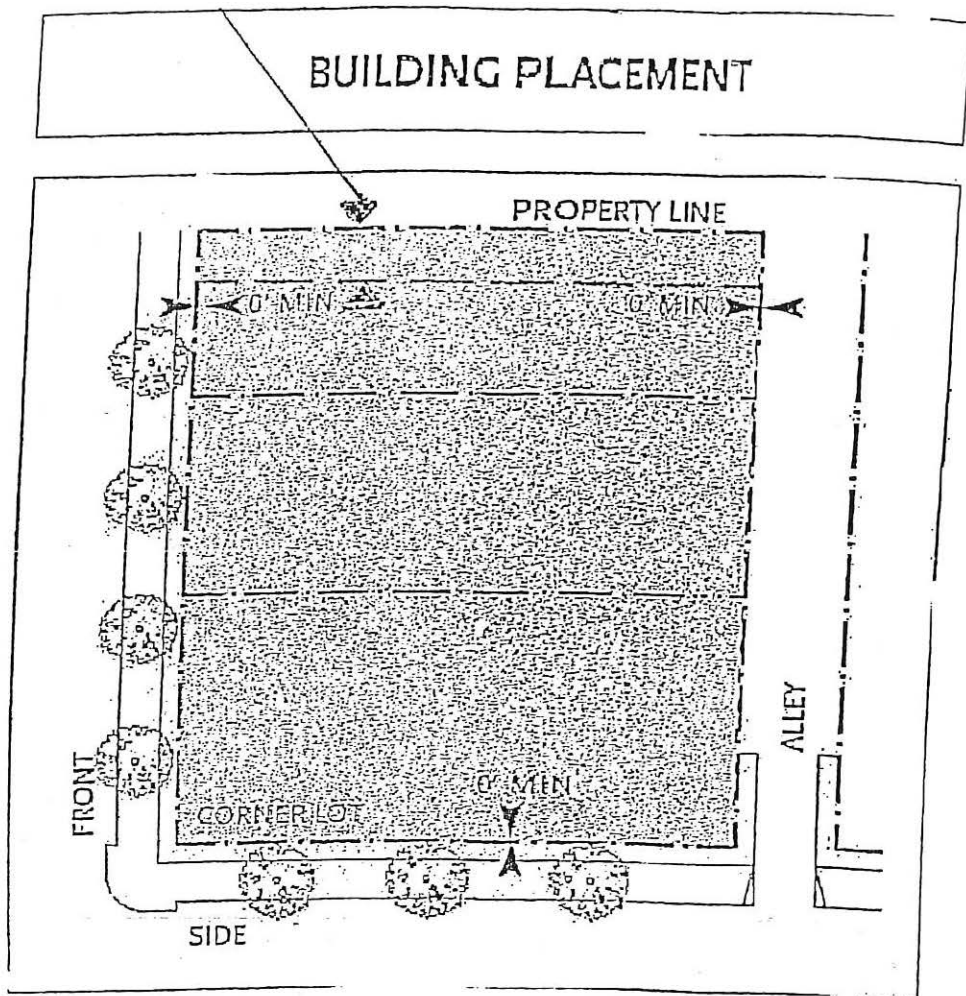 BUILDING PLACEMENT
PROPERTY LINE
0' MIN
0' MIN
ALLEY
FRONT
0' MIN
CORNER LOT
SIDE